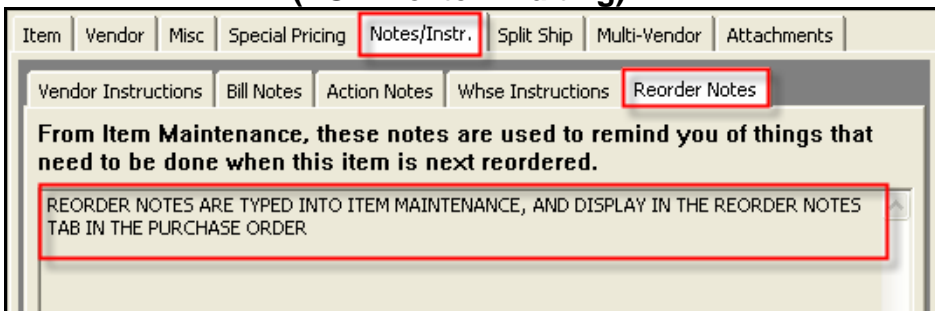 Item Vendor Misc Special Pricing Notes/Instr. Split Ship Multi-Vendor Attachments
Vendor Instructions Bill Notes Action Notes Whse Instructions Reorder Notes
From Item Maintenance, these notes are used to remind you of things that
need to be done when this item is next reordered.
REORDER NOTES ARE TYPED INTO ITEM MAINTENANCE, AND DISPLAY IN THE REORDER NOTES
TAB IN THE PURCHASE ORDER